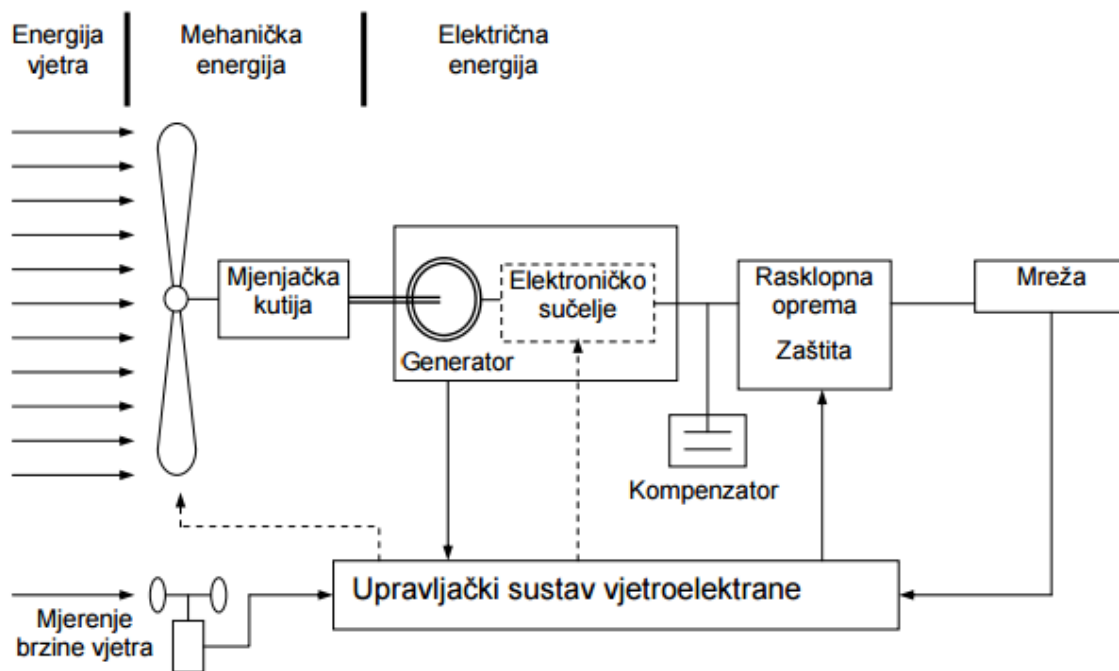 Energija
vjetra
Mehanička
energija
Električna
energija
Mjenjačka
kutija
Generator
Elektroničko
sučelje
Rasklopna
oprema
Zaštita
Mreža
Kompenzator
Upravljački sustav vjetroelektrane
Mjerenje
brzine vjetra